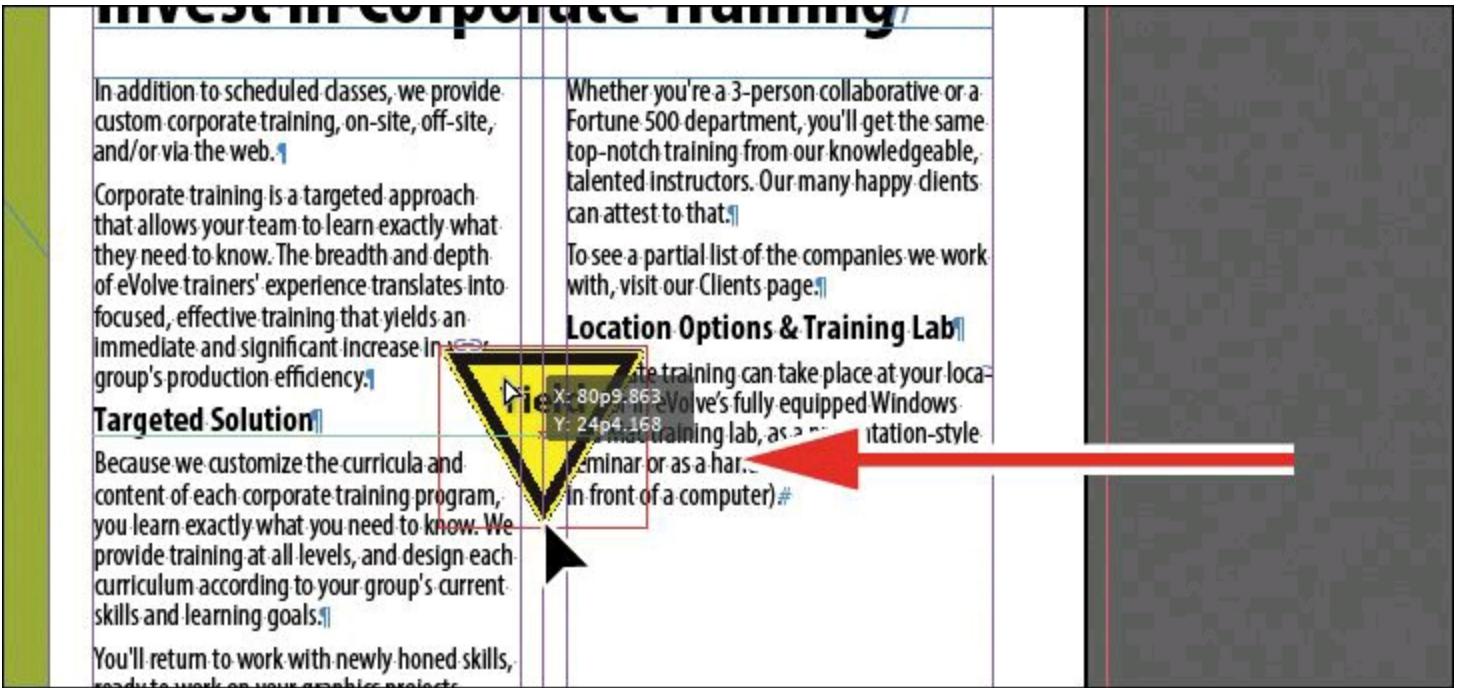 Invest in Corporate Training
In addition to scheduled classes, we provide
custom corporate training, on-site, off-site,
and/or via the web.¶
Corporate training is a targeted approach
that allows your team to learn exactly what
they need to know. The breadth and depth
of eVolve trainers' experience translates into
focused, effective training that yields an
immediate and significant increase in
group's production efficiency.¶
Targeted Solution¶
Because we customize the curricula and
content of each corporate training program,
you learn exactly what you need to know. We
provide training at all levels, and design each
curriculum according to your group's current
skills and learning goals.¶
You'll return to work with newly honed skills,
ready to work on your graphics projects
Whether you're a 3-person collaborative or a
Fortune 500 department, you'll get the same
top-notch training from our knowledgeable,
talented instructors. Our many happy clients
can attest to that.¶
To see a partial list of the companies we work
with, visit our Clients page.¶
Location Options & Training Lab¶
training can take place at your loca-
eVolve's fully equipped Windows
training lab, as a
or as a
in front of a computer).#
Yield
X: 80p9.863
Y: 24p4.168